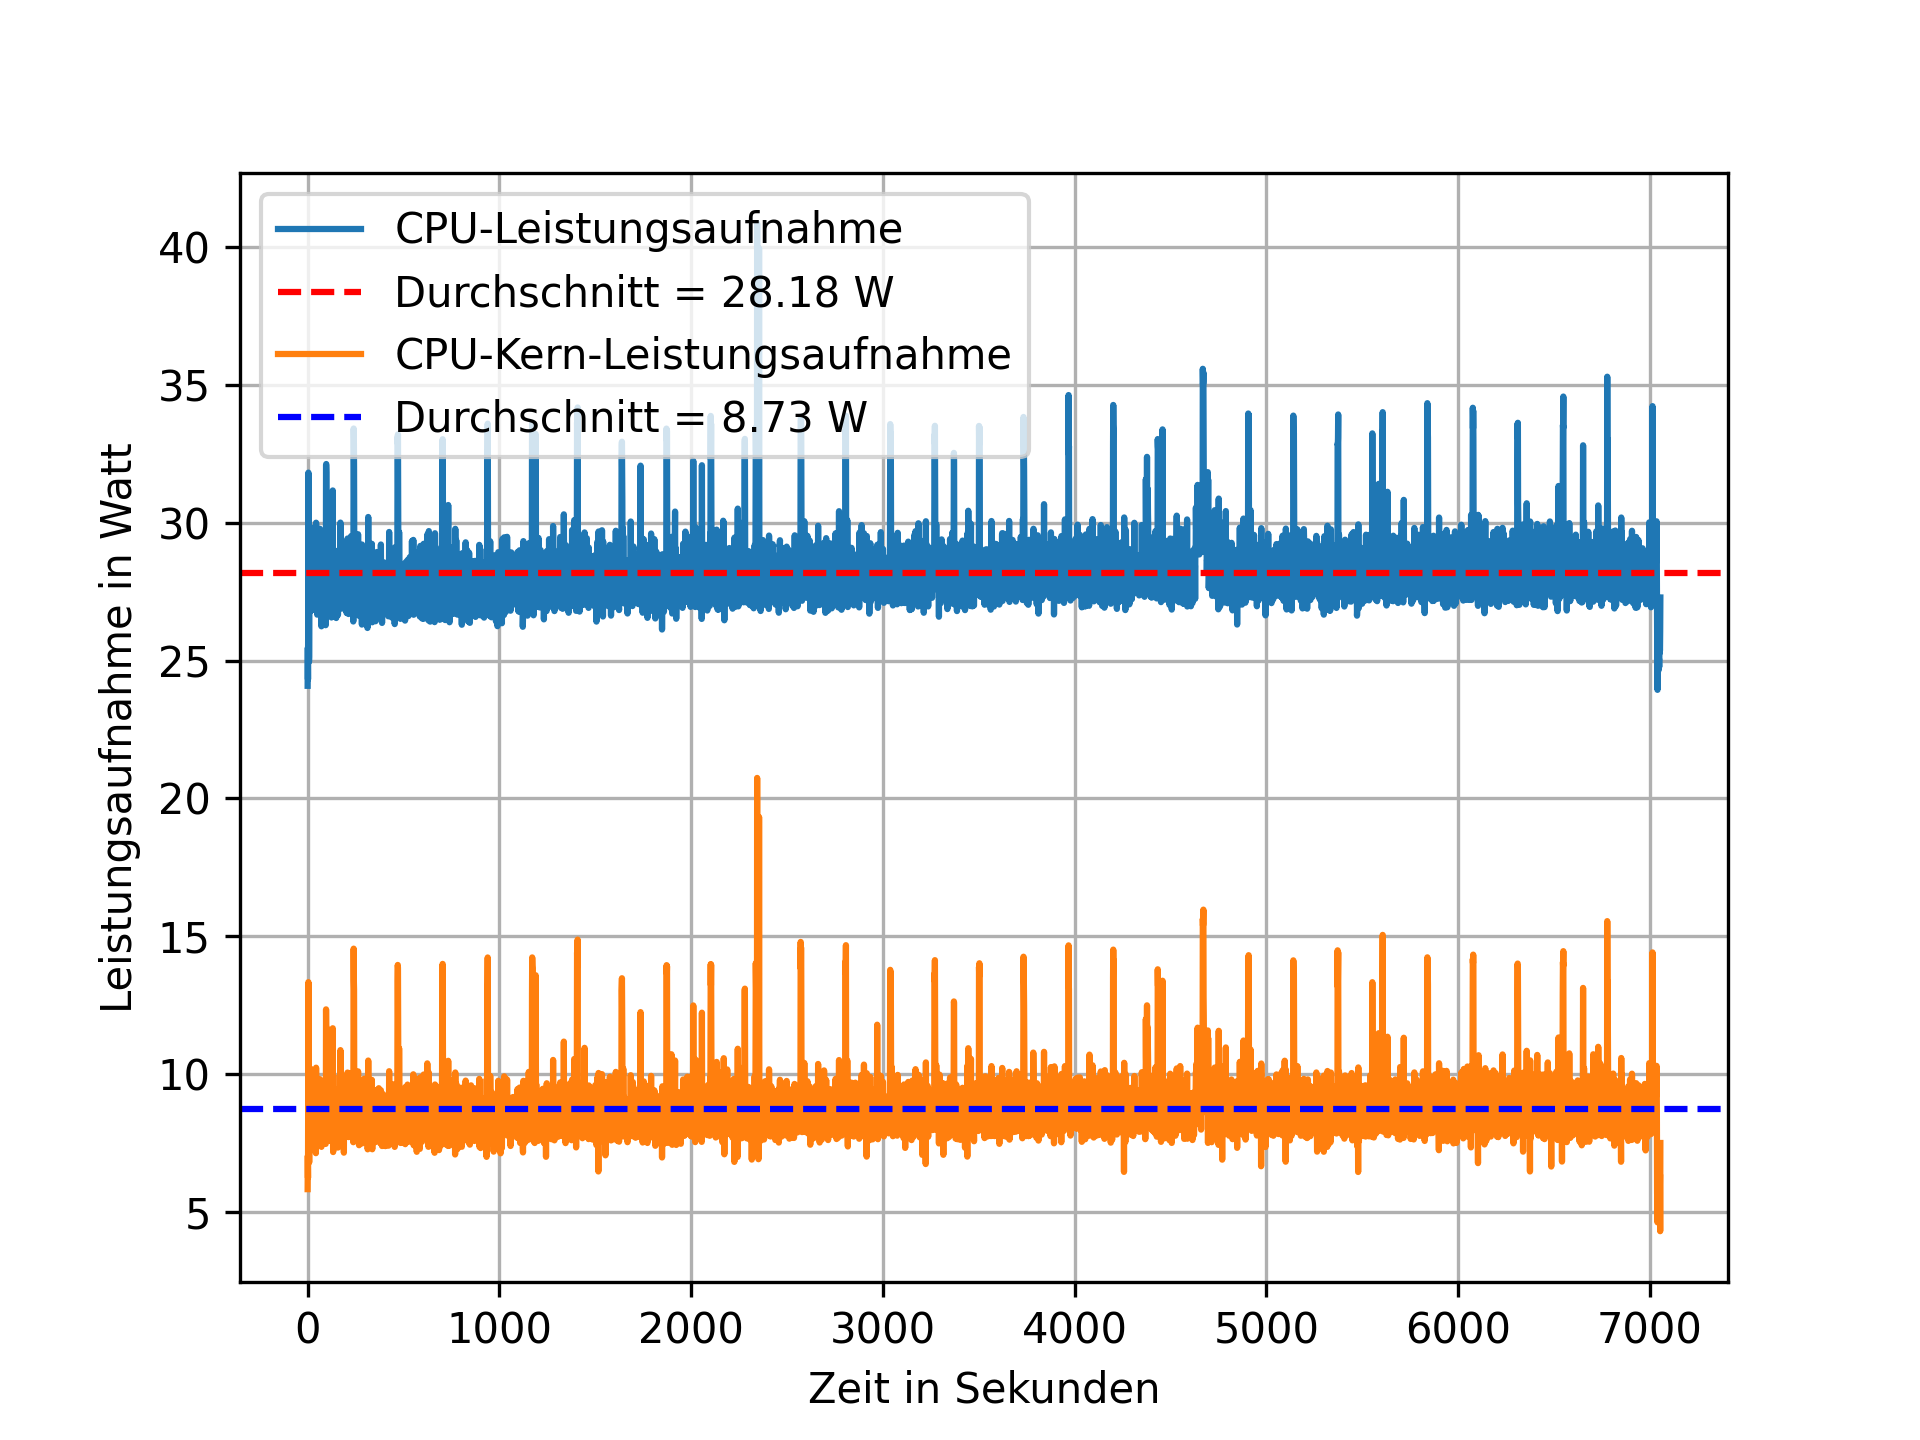 CPU-Leistungsaufnahme
Durchschnitt = 28.18 W
CPU-Kern-Leistungsaufnahme
Durchschnitt = 8.73 W
Leistungsaufnahme in Watt
40
35
30
25
20
15
10
5
0 1000 2000 3000 4000 5000 6000 7000
Zeit in Sekunden